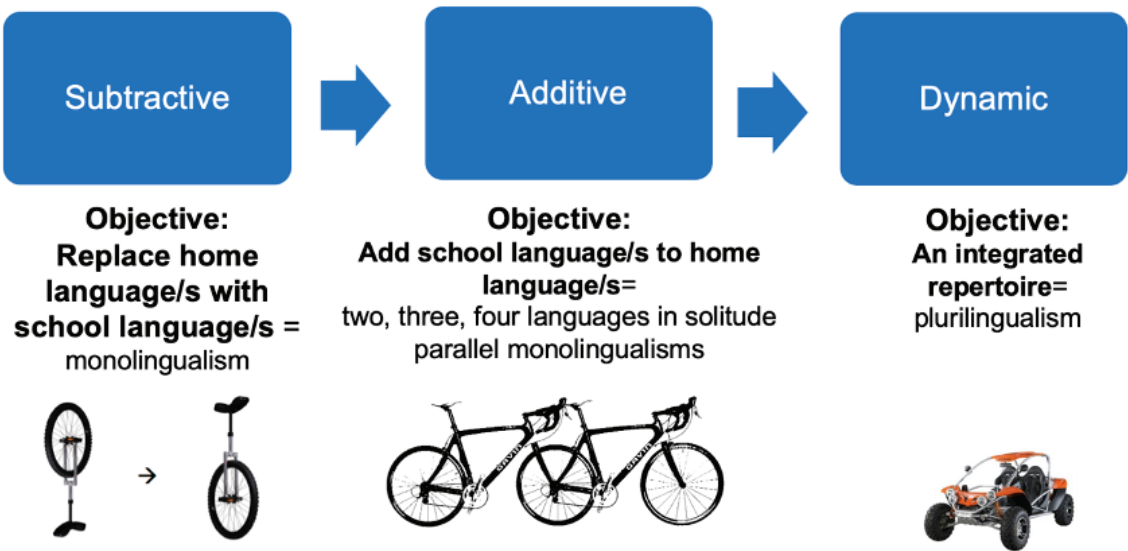 Subtractive
Additive
Dynamic
Objective:
Replace home
language/s with
school language/s =
monolingualism
Objective:
Add school language/s to home
language/s=
two, three, four languages in solitude
parallel monolingualisms
Objective:
An integrated
repertoire=
plurilingualism